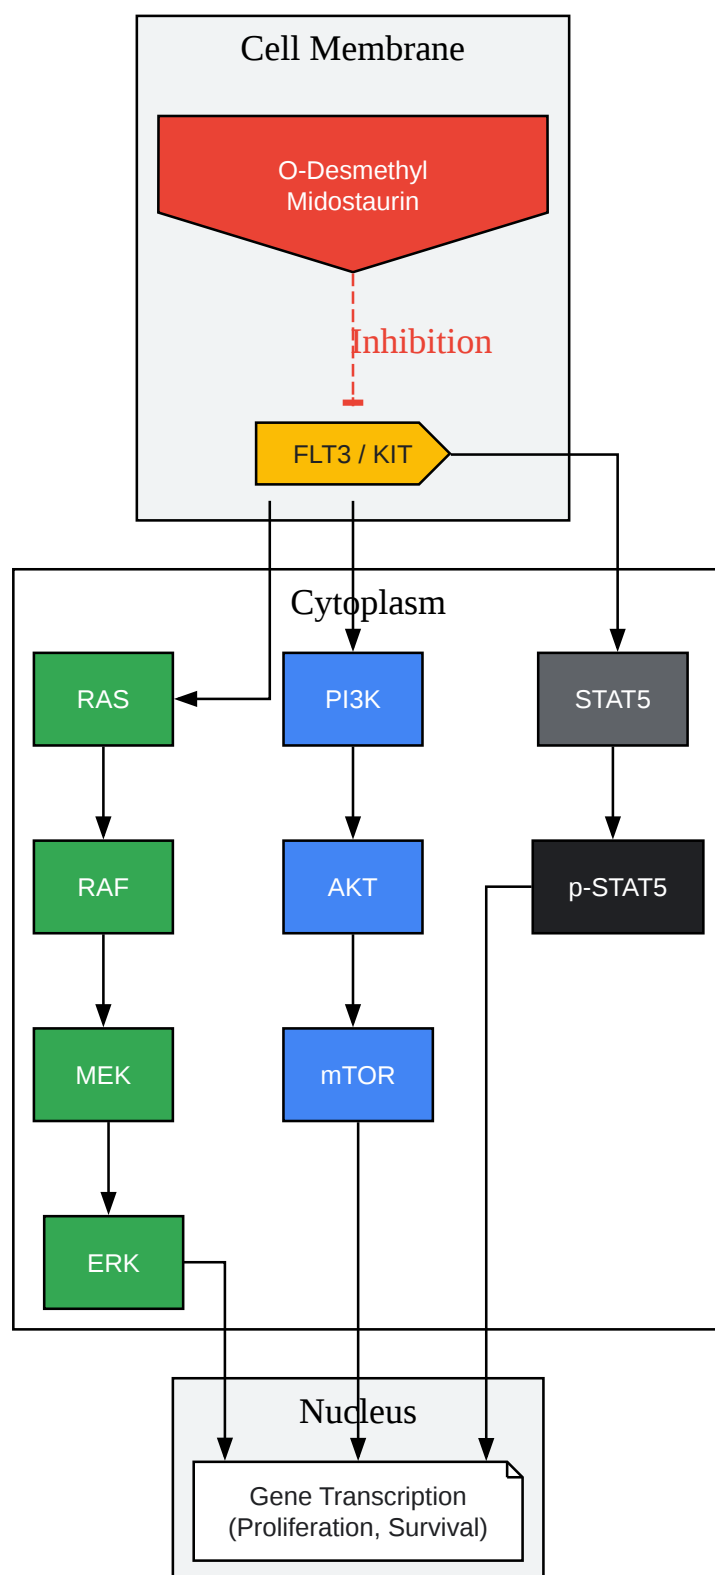 Cell Membrane
O-Desmethyl
Midostaurin
Inhibition
FLT3 / KIT
Cytoplasm
RAS
PI3K
STAT5
RAF
AKT
p-STAT5
MEK
mTOR
ERK
Nucleus
Gene Transcription
(Proliferation, Survival)